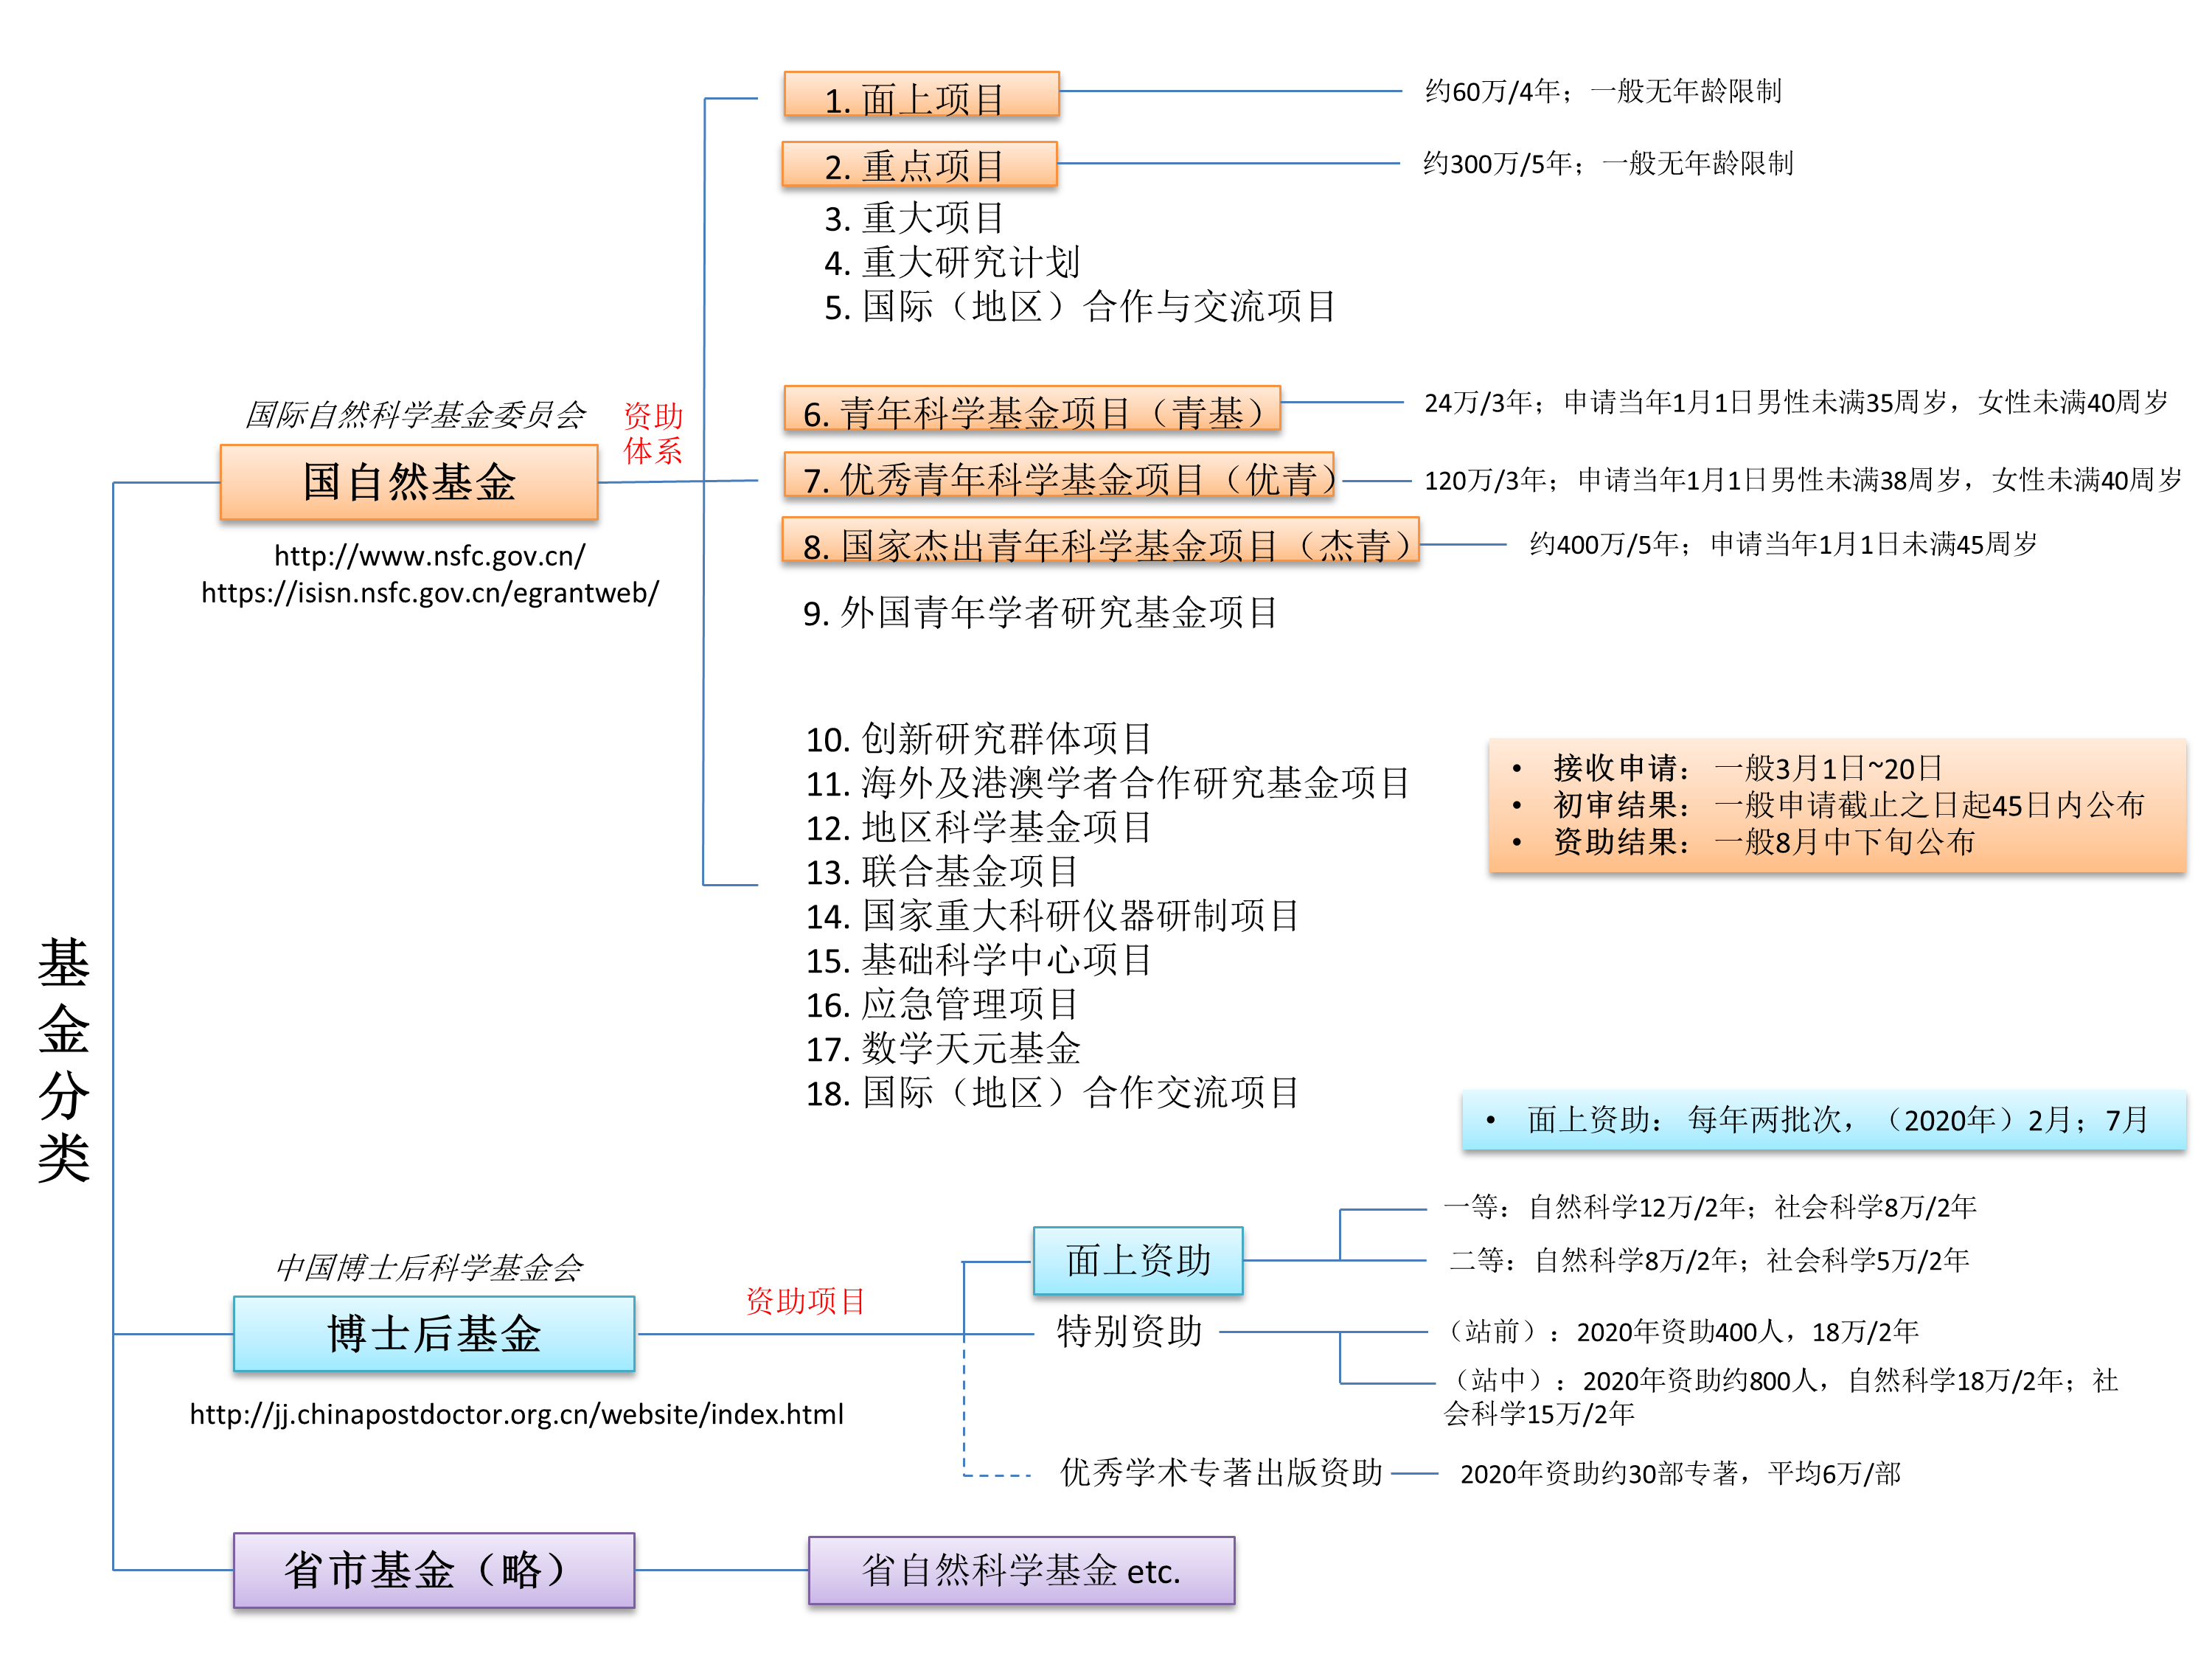 基金分类
国际自然科学基金委员会
国自然基金
http://www.nsfc.gov.cn/
https://isisn.nsfc.gov.cn/egrantweb/
资助
体系
1. 面上项目
约60万/4年；一般无年龄限制
2. 重点项目
约300万/5年；一般无年龄限制
3. 重大项目
4. 重大研究计划
5. 国际（地区）合作与交流项目
6. 青年科学基金项目（青基）
24万/3年；申请当年1月1日男性未满35周岁，女性未满40周岁
7. 优秀青年科学基金项目（优青）
120万/3年；申请当年1月1日男性未满38周岁，女性未满40周岁
8. 国家杰出青年科学基金项目（杰青）
约400万/5年；申请当年1月1日未满45周岁
9. 外国青年学者研究基金项目
10. 创新研究群体项目
11. 海外及港澳学者合作研究基金项目
12. 地区科学基金项目
13. 联合基金项目
14. 国家重大科研仪器研制项目
15. 基础科学中心项目
16. 应急管理项目
17. 数学天元基金
18. 国际（地区）合作交流项目
• 接收申请： 一般3月1日~20日
• 初审结果： 一般申请截止之日起45日内公布
• 资助结果： 一般8月中下旬公布
• 面上资助： 每年两批次，（2020年）2月；7月
中国博士后科学基金会
博士后基金
http://jj.chinapostdoctor.org.cn/website/index.html
资助项目
面上资助
一等：自然科学12万/2年；社会科学8万/2年
二等：自然科学8万/2年；社会科学5万/2年
特别资助
（站前）：2020年资助400人，18万/2年
（站中）：2020年资助约800人，自然科学18万/2年；社
会科学15万/2年
优秀学术专著出版资助
2020年资助约30部专著，平均6万/部
省市基金（略）
省自然科学基金 etc.